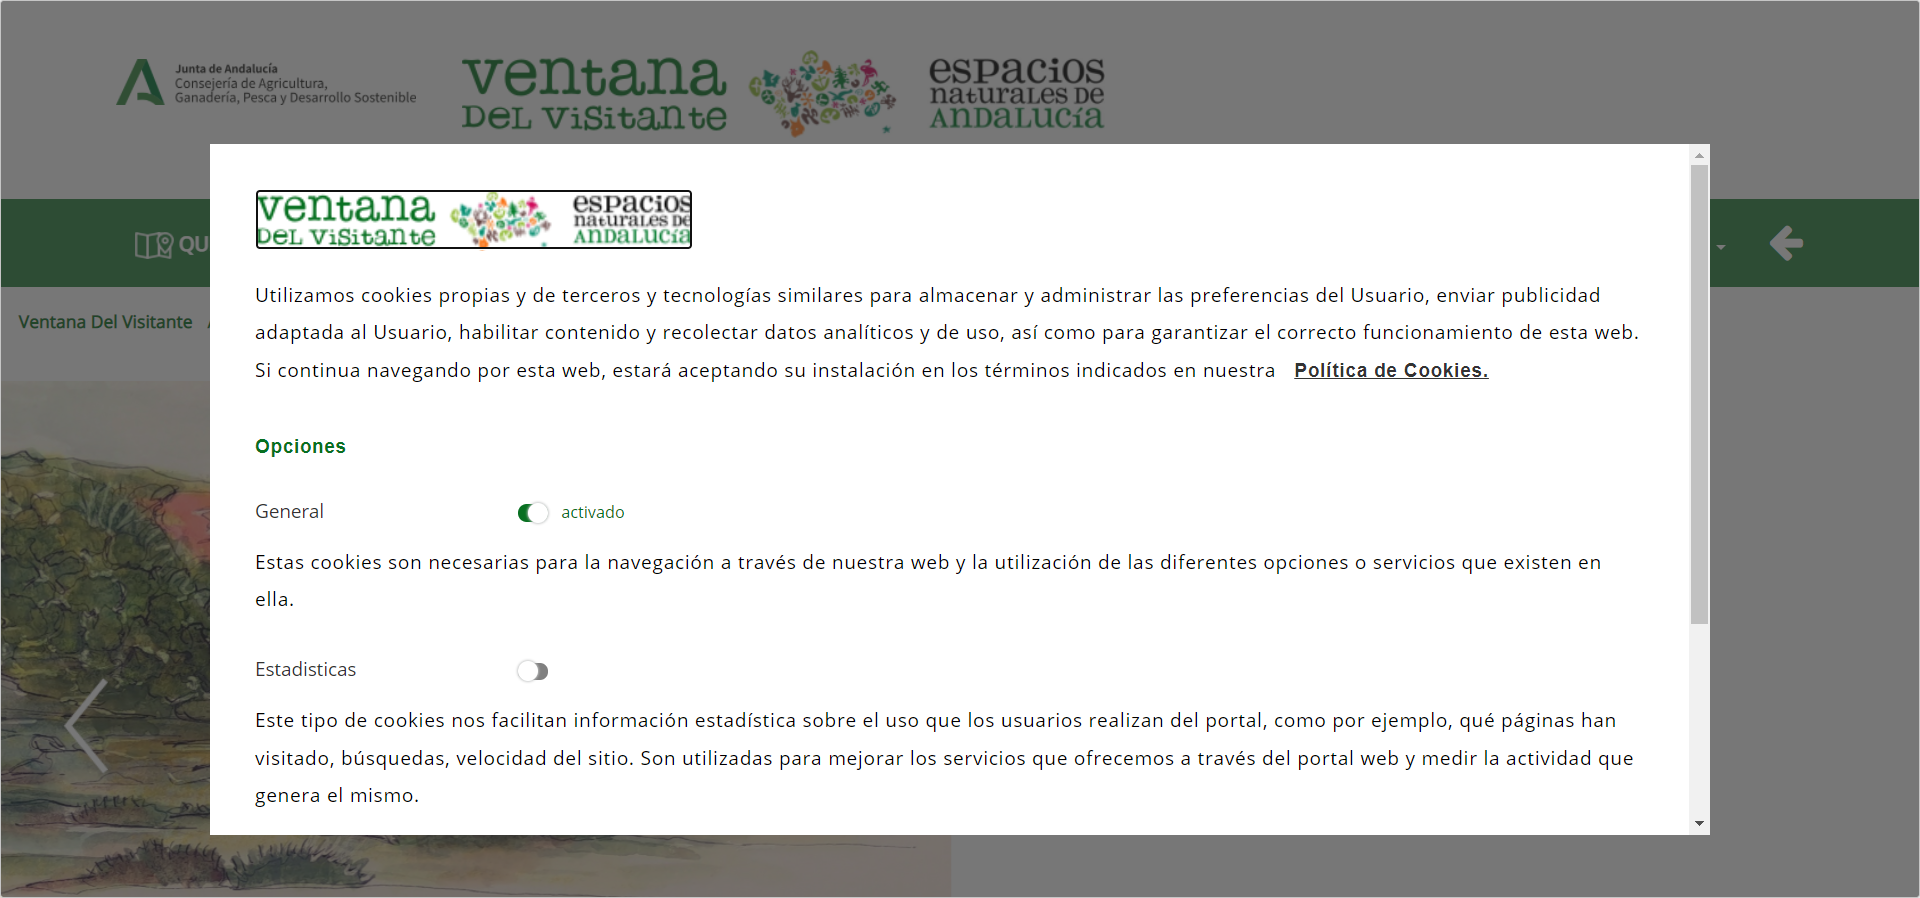 Junta de Andalucía
Consejería de Agricultura,
Ganadería, Pesca y Desarrollo Sostenible
ventana
DEL visitante
espacios
naturales de
ANDALUCÍA
ventana
DEL visitante
espacios
naturales de
ANDALUCÍA
QU
Ventana Del Visitante /
Utilizamos cookies propias y de terceros y tecnologías similares para almacenar y administrar las preferencias del Usuario, enviar publicidad
adaptada al Usuario, habilitar contenido y recolectar datos analíticos y de uso, así como para garantizar el correcto funcionamiento de esta web.
Si continua navegando por esta web, estará aceptando su instalación en los términos indicados en nuestra Política de Cookies.
Opciones
General activado
Estas cookies son necesarias para la navegación a través de nuestra web y la utilización de las diferentes opciones o servicios que existen en
ella.
Estadisticas
Este tipo de cookies nos facilitan información estadística sobre el uso que los usuarios realizan del portal, como por ejemplo, qué páginas han
visitado, búsquedas, velocidad del sitio. Son utilizadas para mejorar los servicios que ofrecemos a través del portal web y medir la actividad que
genera el mismo.